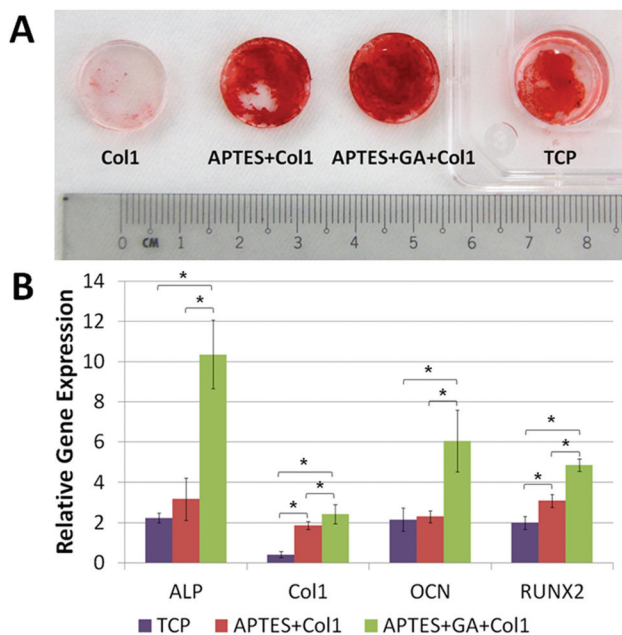 A
Col1 APTES+Col1 APTES+GA+Col1 TCP
0 CM 1 2 3 4 5 6 7 8
B
Relative Gene Expression
14
12
10
8
6
4
2
0
* * * * * * * * * *
ALP Col1 OCN RUNX2
TCP APTES+Col1 APTES+GA+Col1